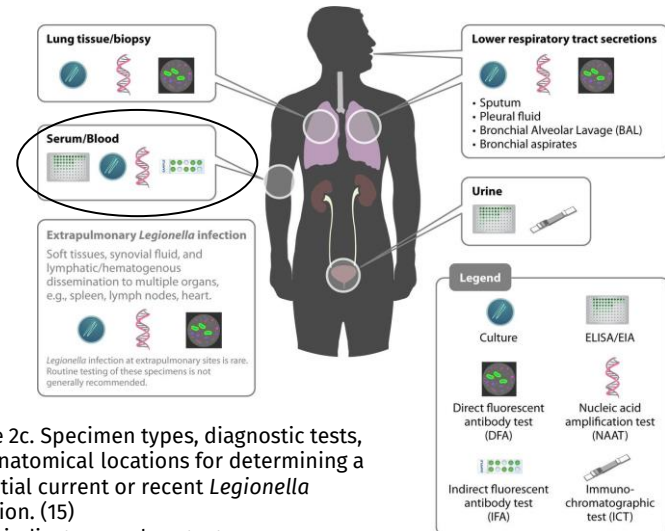 Lung tissue/biopsy
Lower respiratory tract secretions
• Sputum
• Pleural fluid
• Bronchial Alveolar Lavage (BAL)
• Bronchial aspirates
Serum/Blood
Urine
Extrapulmonary Legionella infection
Soft tissues, synovial fluid, and
lymphatic/hematogenous
dissemination to multiple organs,
e.g., spleen, lymph nodes, heart.
Legionella infection at extrapulmonary sites is rare.
Routine testing of these specimens is not
generally recommended.
Legend
Culture
ELISA/EIA
Direct fluorescent
antibody test
(DFA)
Nucleic acid
amplification test
(NAAT)
Indirect fluorescent
antibody test
(IFA)
Immuno-
chromatographic
test (ICT)
2c. Specimen types, diagnostic tests,
natomical locations for determining a
tial current or recent Legionella
on. (15)